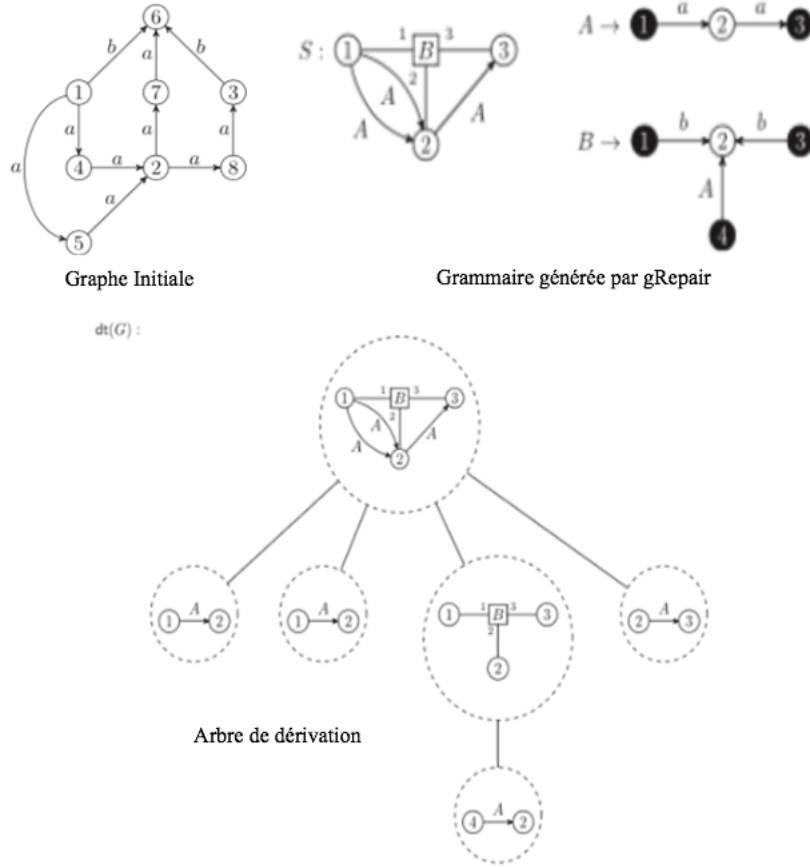 6
b
a
b
1
7
3
a
a
a
a
4
a
2
a
8
a
5
Graphe Initiale
S :
1
1
B
3
3
2
A
A
A
2
A →
1
a
2
a
3
B →
1
b
2
b
3
A
4
Grammaire générée par gRepair
dt(G) :
1
1
B
3
3
2
A
A
A
2
1
A
2
1
A
2
1
1
B
3
3
2
2
2
A
3
Arbre de dérivation
4
A
2